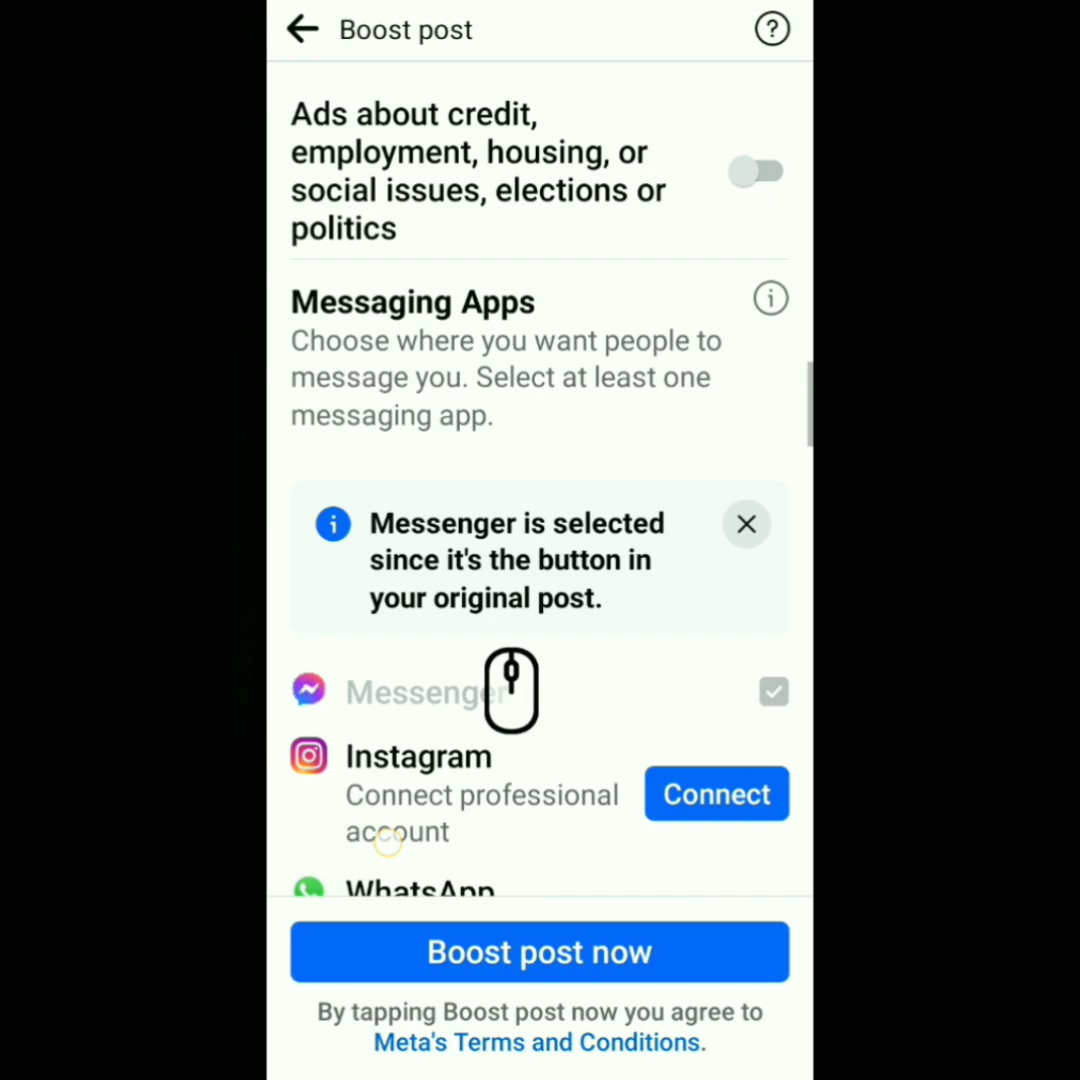 Boost post
Ads about credit,
employment, housing, or
social issues, elections or
politics
Messaging Apps
Choose where you want people to
message you. Select at least one
messaging app.
Messenger is selected
since it's the button in
your original post.
Messenger
Instagram
Connect professional
account
Connect
WhatsApp
Boost post now
By tapping Boost post now you agree to
Meta's Terms and Conditions.